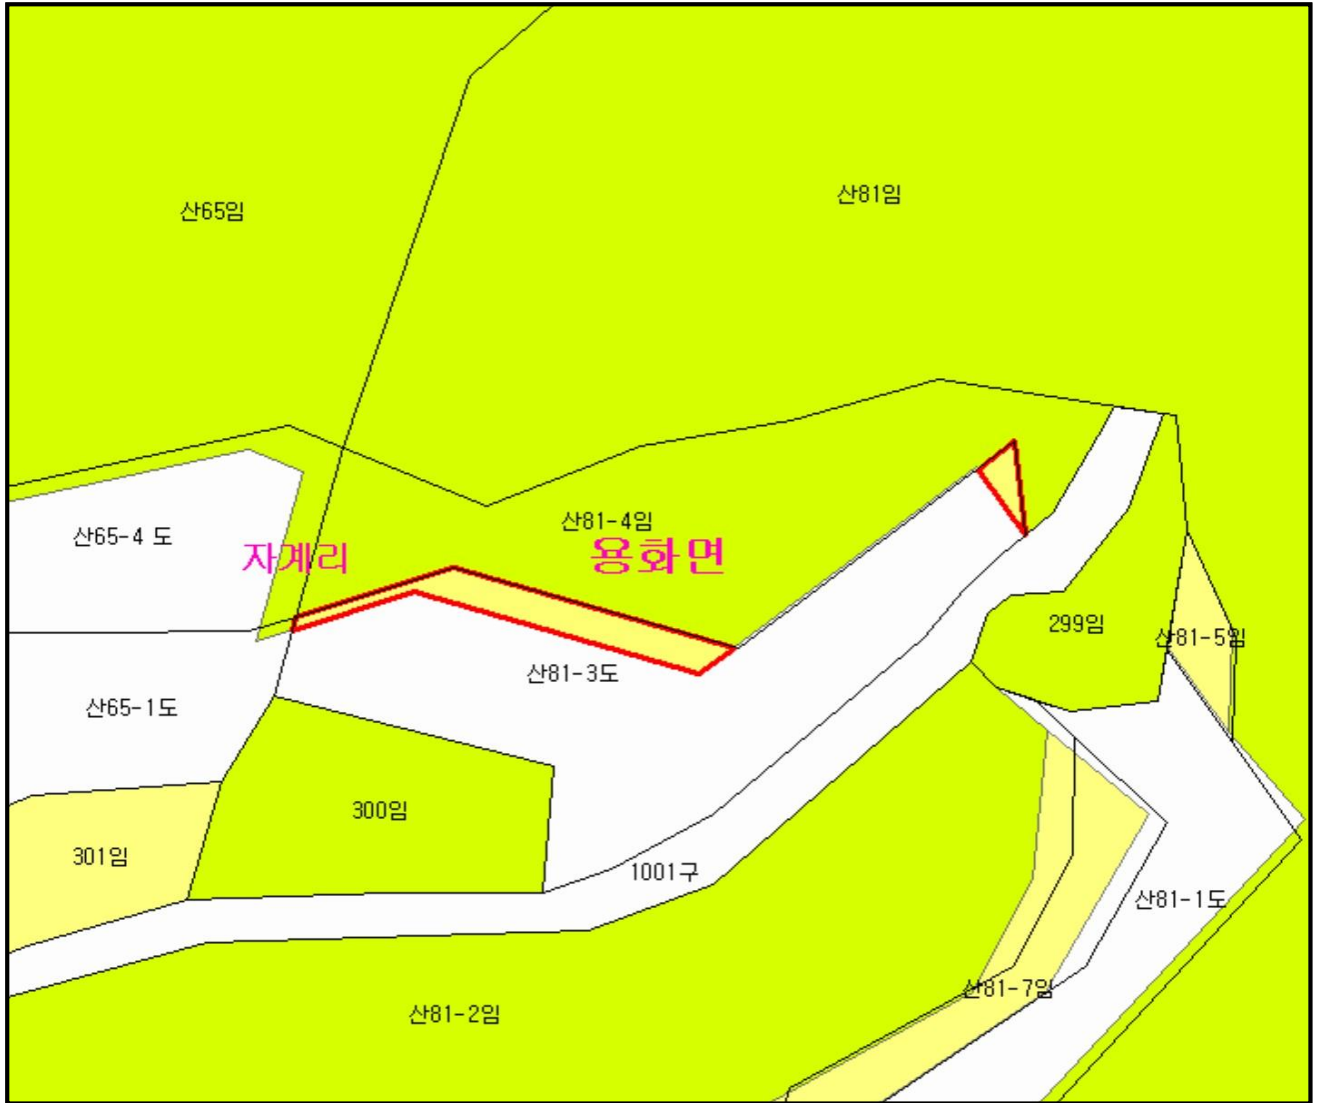 산65임
산81임
산65-4 도
산81-4임
자계리
용화면
산81-3도
299임
산81-5임
산65-1도
300임
301임
1001구
산81-1도
산81-7임
산81-2임